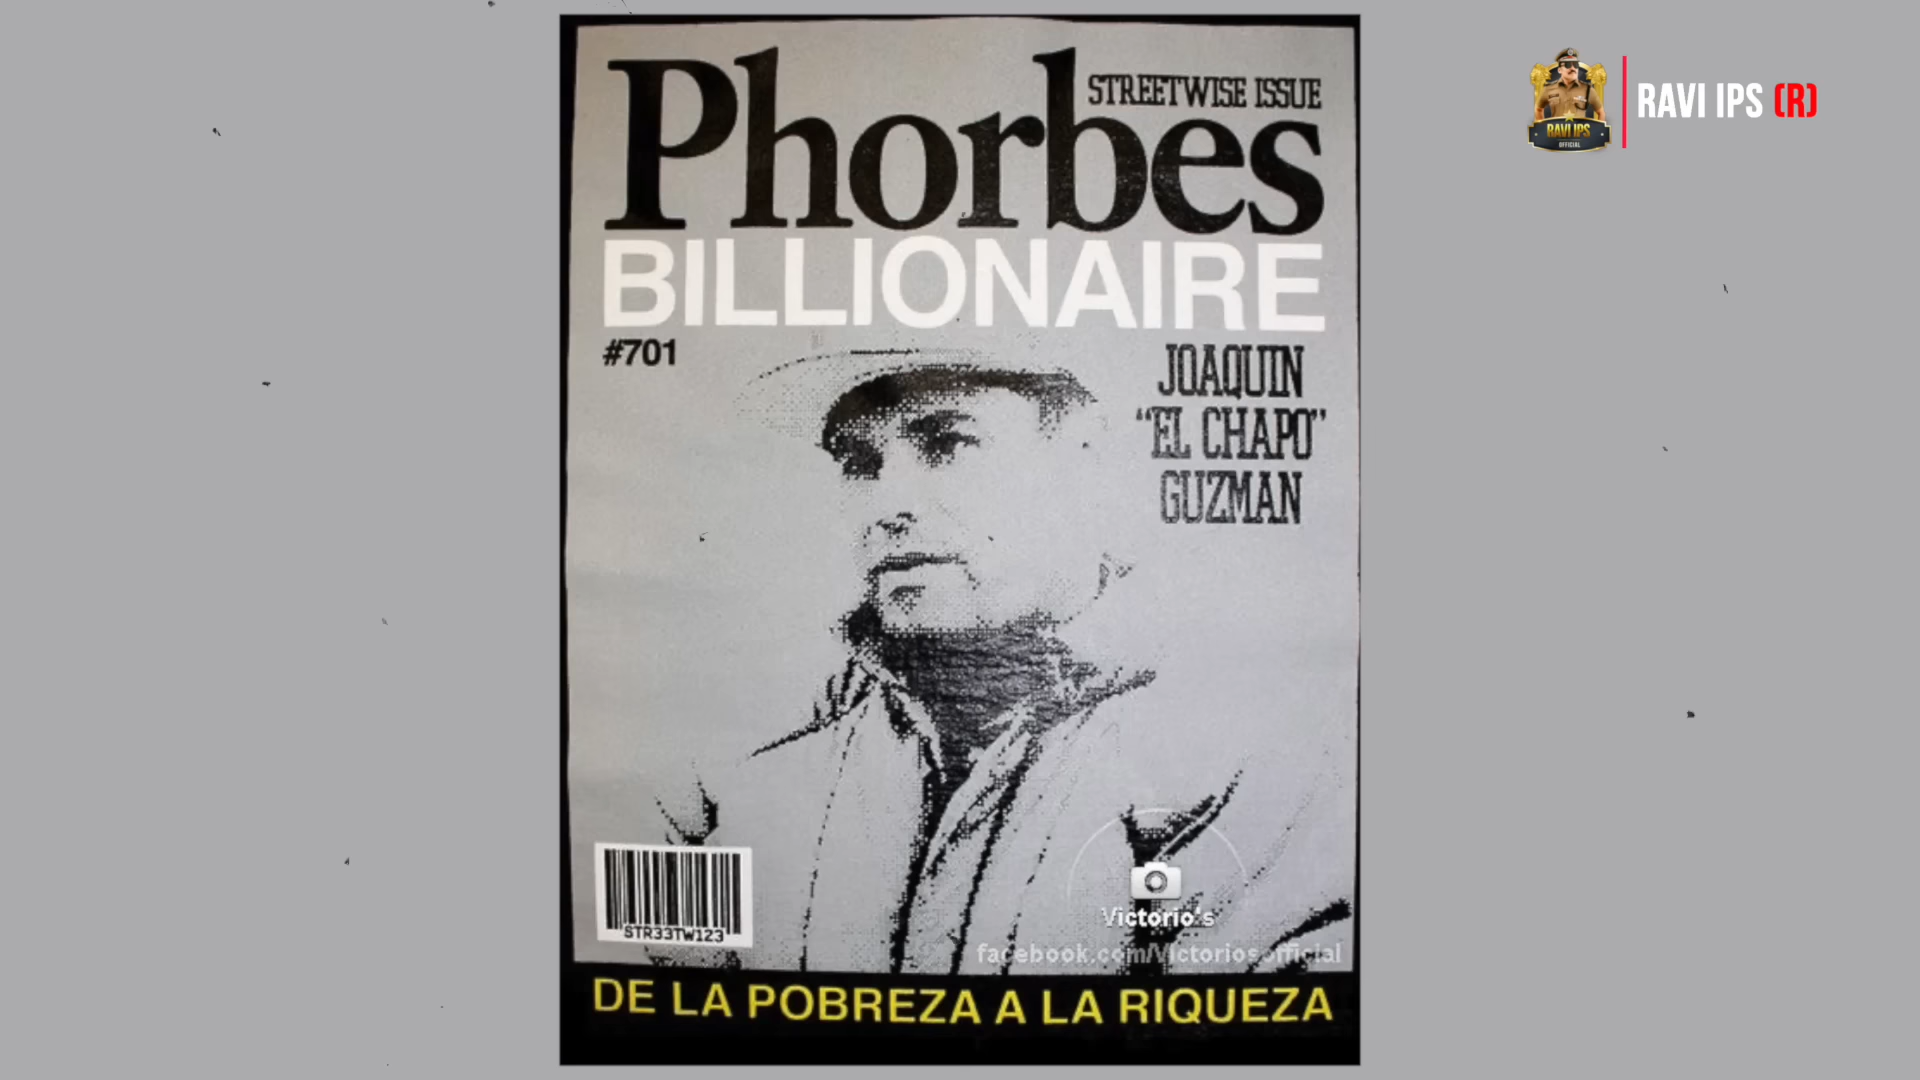 Phorbes
STREETWISE ISSUE
BILLIONAIRE
#701
JOAQUIN
“EL CHAPO”
GUZMAN
STR33TW123
Victorio's
facebook.com/Victoriosofficial
DE LA POBREZA A LA RIQUEZA
RAVI IPS
OFFICIAL
RAVI IPS (R)